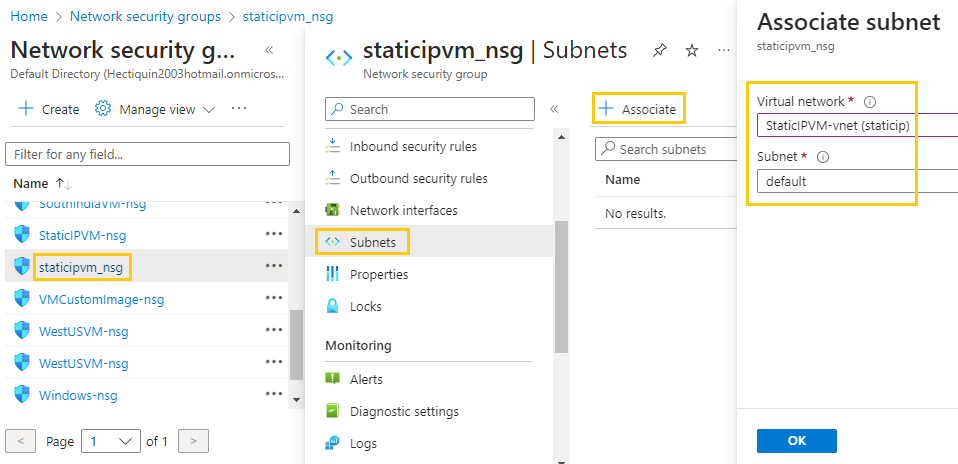 Home > Network security groups > staticipvm_nsg
Network security g... «
Default Directory (Hectiquin2003hotmail.onmicros...
+ Create Manage view ...
Filter for any field...
Name ↑↓
SouthIndiaVM-nsg ...
StaticIPVM-nsg ...
staticipvm_nsg ...
VMCustomImage-nsg ...
WestUSVM-nsg ...
WestUSVM-nsg ...
Windows-nsg ...
< Page 1 of 1 >
staticipvm_nsg | Subnets ...
Network security group
Search «
Inbound security rules
Outbound security rules
Network interfaces
Subnets
Properties
Locks
Monitoring
Alerts
Diagnostic settings
Logs
+ Associate
Search subnets
Name
No results.
Associate subnet
staticipvm_nsg
Virtual network *
StaticIPVM-vnet (staticip)
Subnet *
default
OK